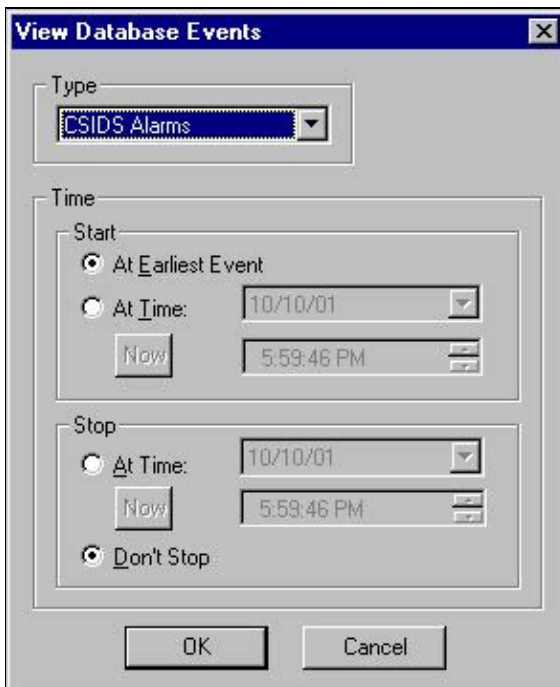 View Database Events
Type
CSIDS Alarms
Time
Start
At Earliest Event
At Time:
10/10/01
Now
5:59:46 PM
Stop
At Time:
10/10/01
Now
5:59:46 PM
Don't Stop
OK
Cancel